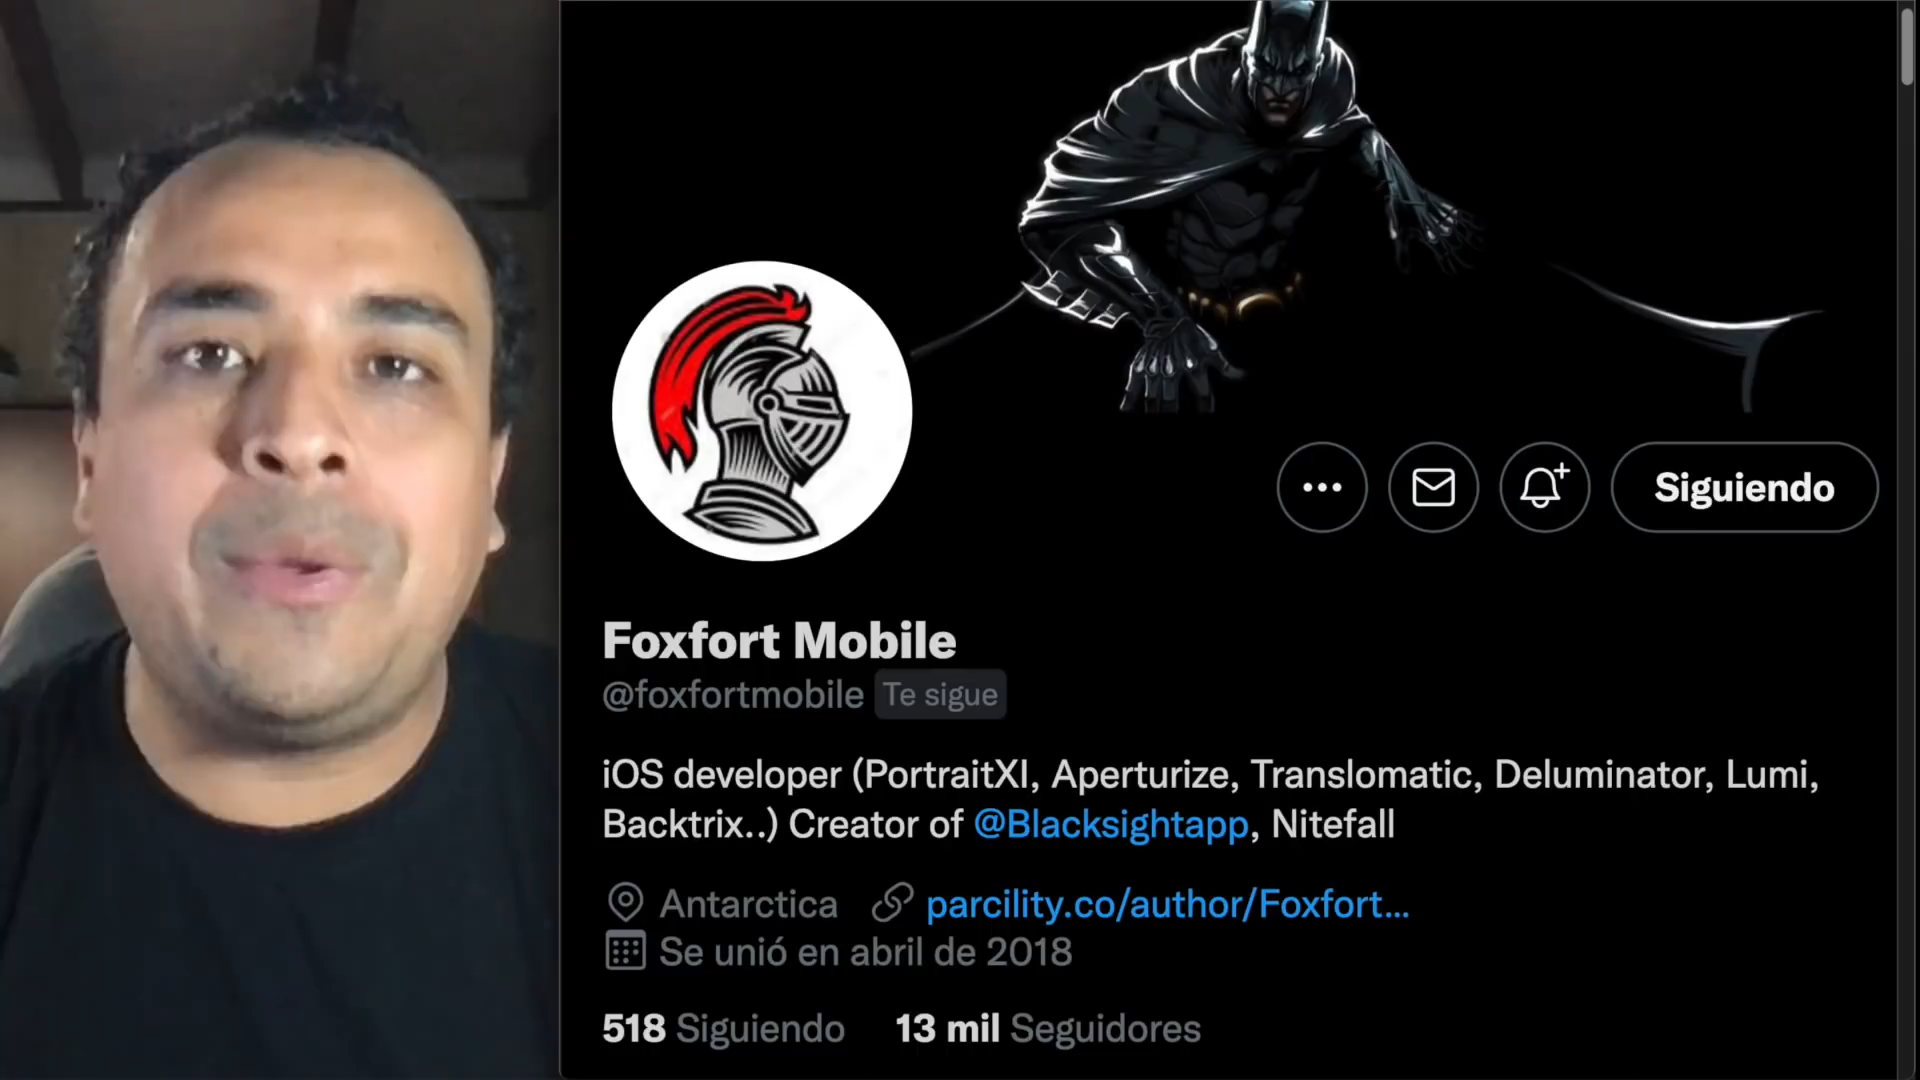 Siguiendo
Foxfort Mobile
@foxfortmobile Te sigue
iOS developer (PortraitXI, Aperturize, Translomatic, Deluminator, Lumi,
Backtrix..) Creator of @Blacksightapp, Nitefall
Antarctica parcility.co/author/Foxfort...
Se unió en abril de 2018
518 Siguiendo 13 mil Seguidores